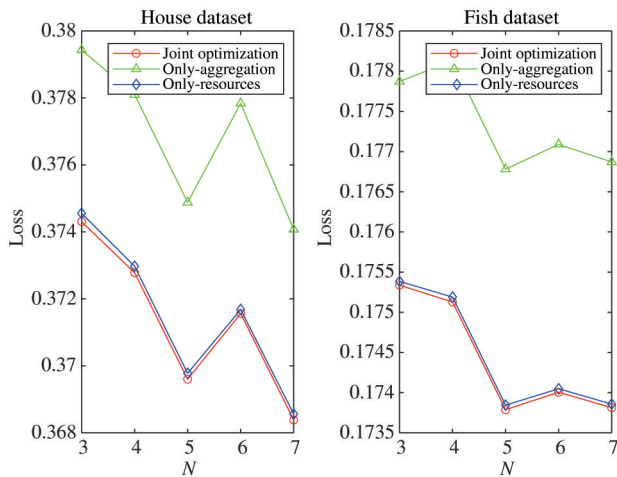 House dataset
0.38
0.378
0.376
0.374
0.372
0.37
0.368
Loss
3
4
5
6
7
N
Joint optimization
Only-aggregation
Only-resources
Fish dataset
0.1785
0.178
0.1775
0.177
0.1765
0.176
0.1755
0.175
0.1745
0.174
0.1735
Loss
3
4
5
6
7
N
Joint optimization
Only-aggregation
Only-resources